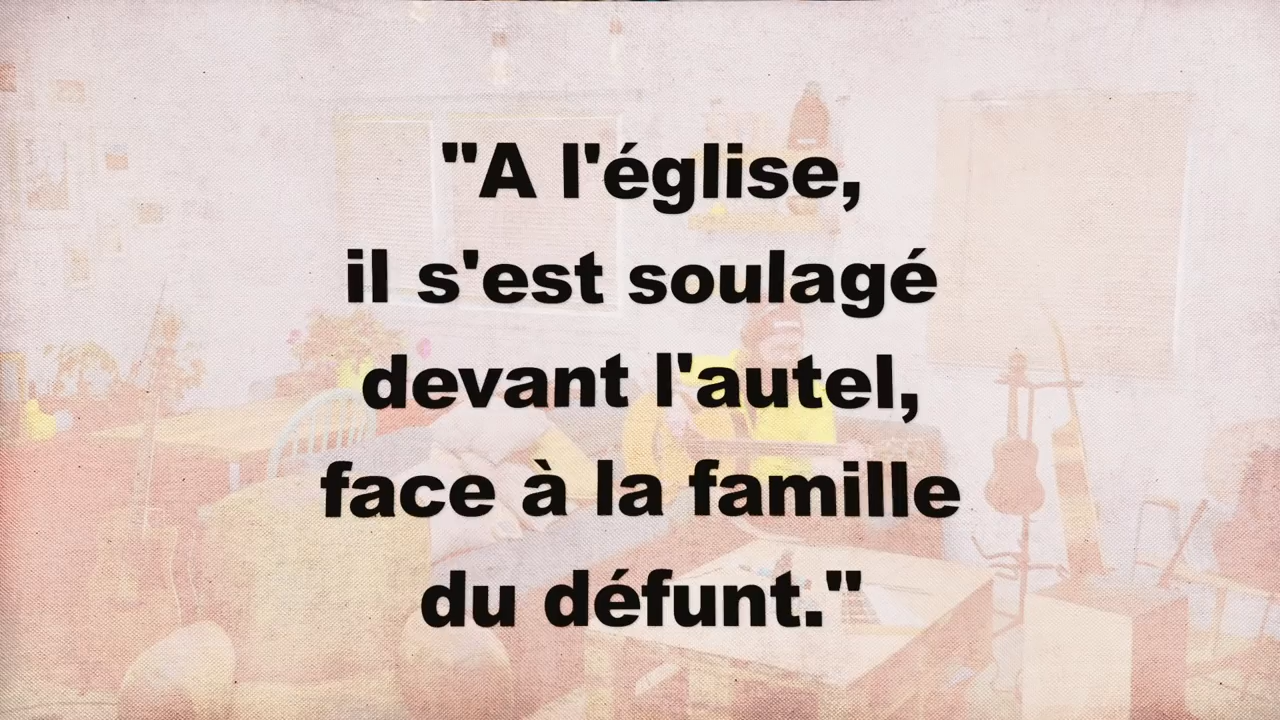 "A l'église,
il s'est soulagé
devant l'autel,
face à la famille
du défunt."